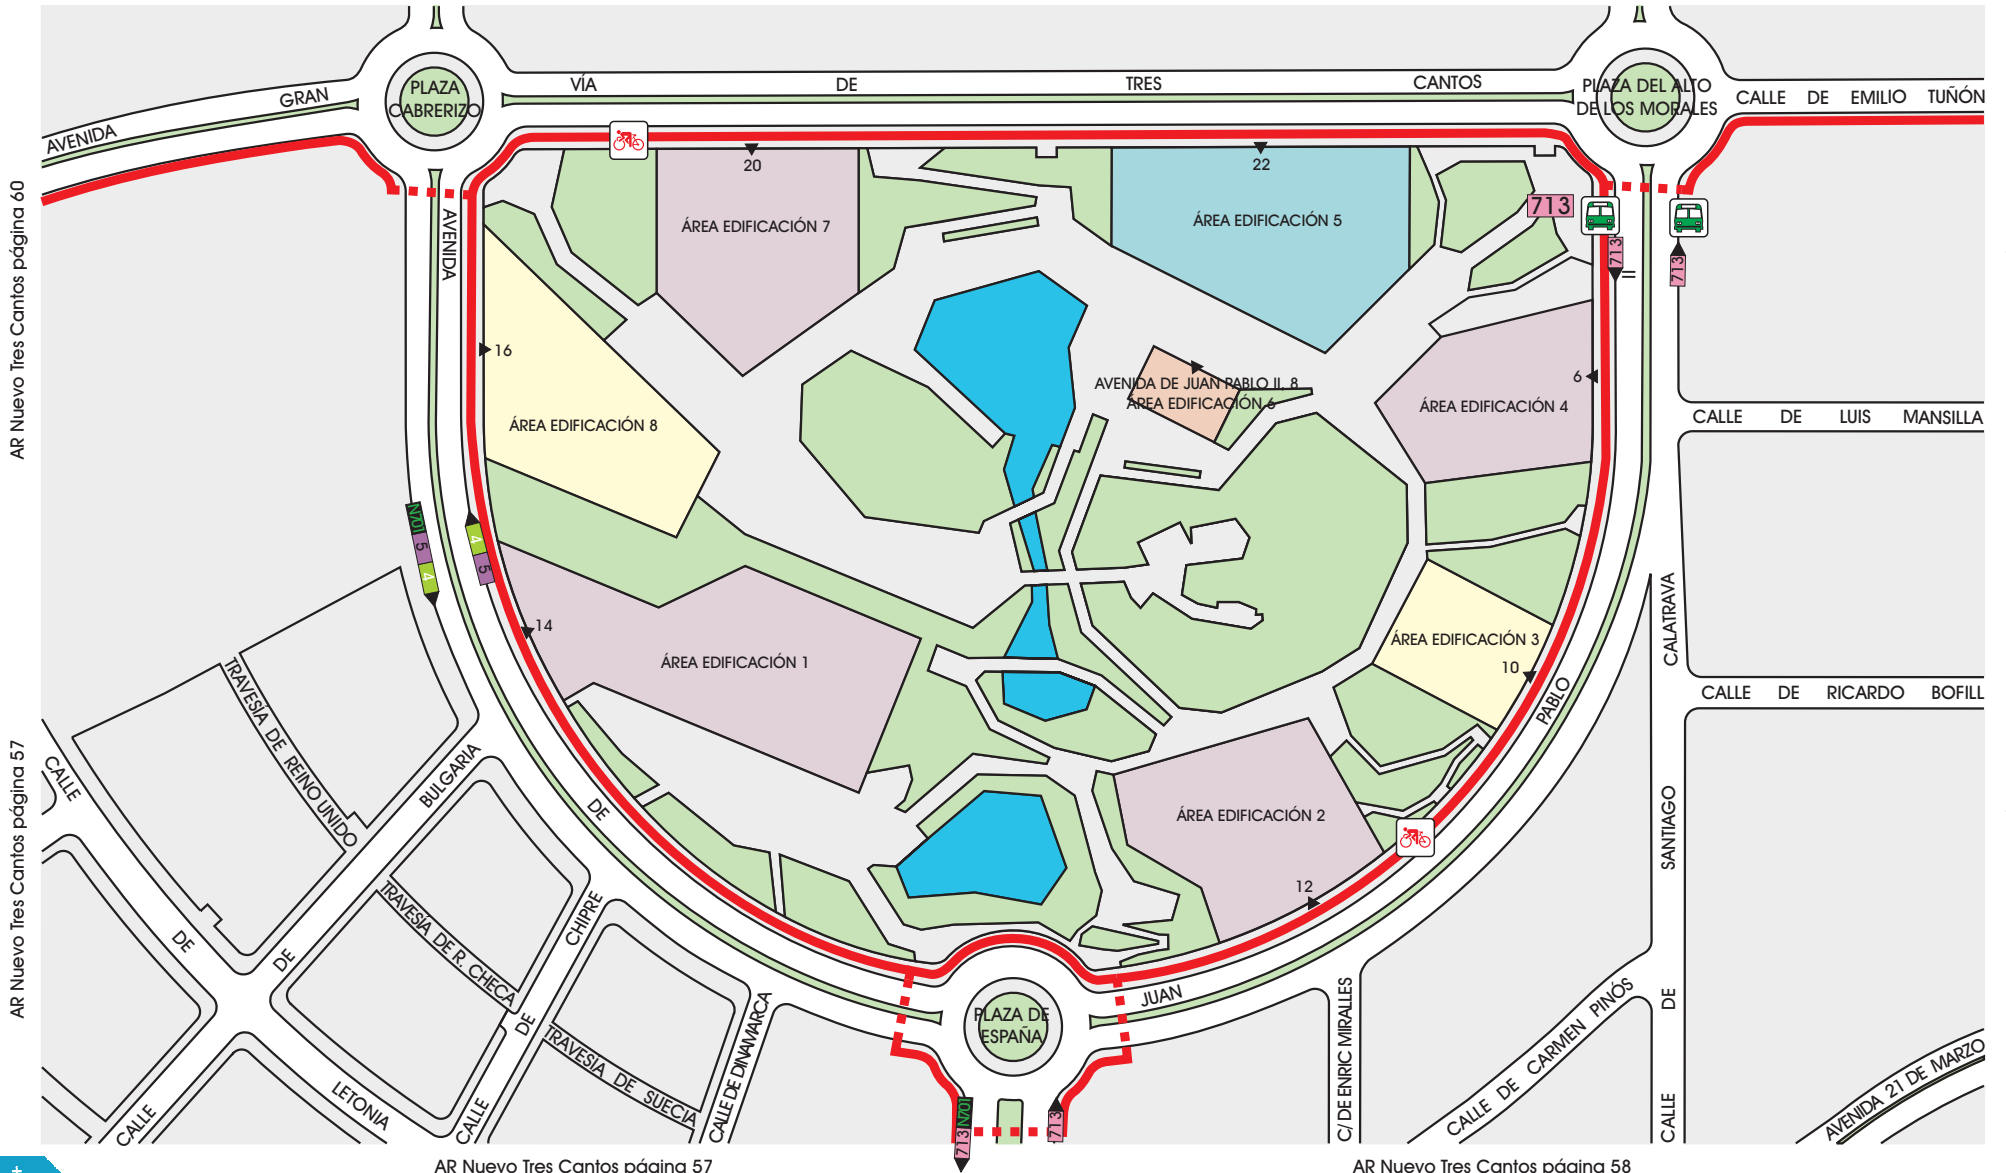 PLAZA
CABRERIZO
AVENIDA GRAN VÍA DE TRES CANTOS
PLAZA DEL ALTO
DE LOS MORALES
CALLE DE EMILIO TUÑÓN
20
22
ÁREA EDIFICACIÓN 7
ÁREA EDIFICACIÓN 5
713
713
713
AVENIDA
16
ÁREA EDIFICACIÓN 8
AVENIDA DE JUAN PABLO II, 8
ÁREA EDIFICACIÓN 6
6
ÁREA EDIFICACIÓN 4
CALLE DE LUIS MANSILLA
AR Nuevo Tres Cantos página 60
N701
5
4
4
5
14
ÁREA EDIFICACIÓN 1
ÁREA EDIFICACIÓN 3
10
CALLE DE RICARDO BOFILL
CALLE DE SANTIAGO CALATRAVA
DE JUAN PABLO
TRAVESÍA DE REINO UNIDO
CALLE DE BULGARIA
CALLE DE LETONIA
AR Nuevo Tres Cantos página 57
ÁREA EDIFICACIÓN 2
12
TRAVESÍA DE R. CHECA
CALLE DE CHIPRE
TRAVESÍA DE SUECIA
CALLE DE DINAMARCA
PLAZA DE
ESPAÑA
N701
713
713
C/ DE ENRIC MIRALLES
CALLE DE CARMEN PINÓS
AVENIDA 21 DE MARZO
AR Nuevo Tres Cantos página 57
AR Nuevo Tres Cantos página 58
+